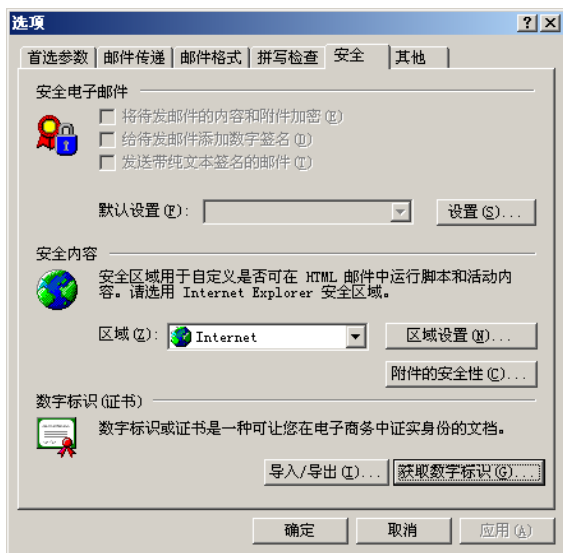 选项
首选参数 邮件传递 邮件格式 拼写检查 安全 其他
安全电子邮件
将待发邮件的内容和附件加密(E)
给待发邮件添加数字签名(D)
发送带纯文本签名的邮件(T)
默认设置(F): 设置(S)...
安全内容
安全区域用于自定义是否可在 HTML 邮件中运行脚本和活动内
容。请选用 Internet Explorer 安全区域。
区域(Z): Internet 区域设置(N)...
附件的安全性(C)...
数字标识(证书)
数字标识或证书是一种可让您在电子商务中证实身份的文档。
导入/导出(I)... 获取数字标识(G)...
确定 取消 应用(A)